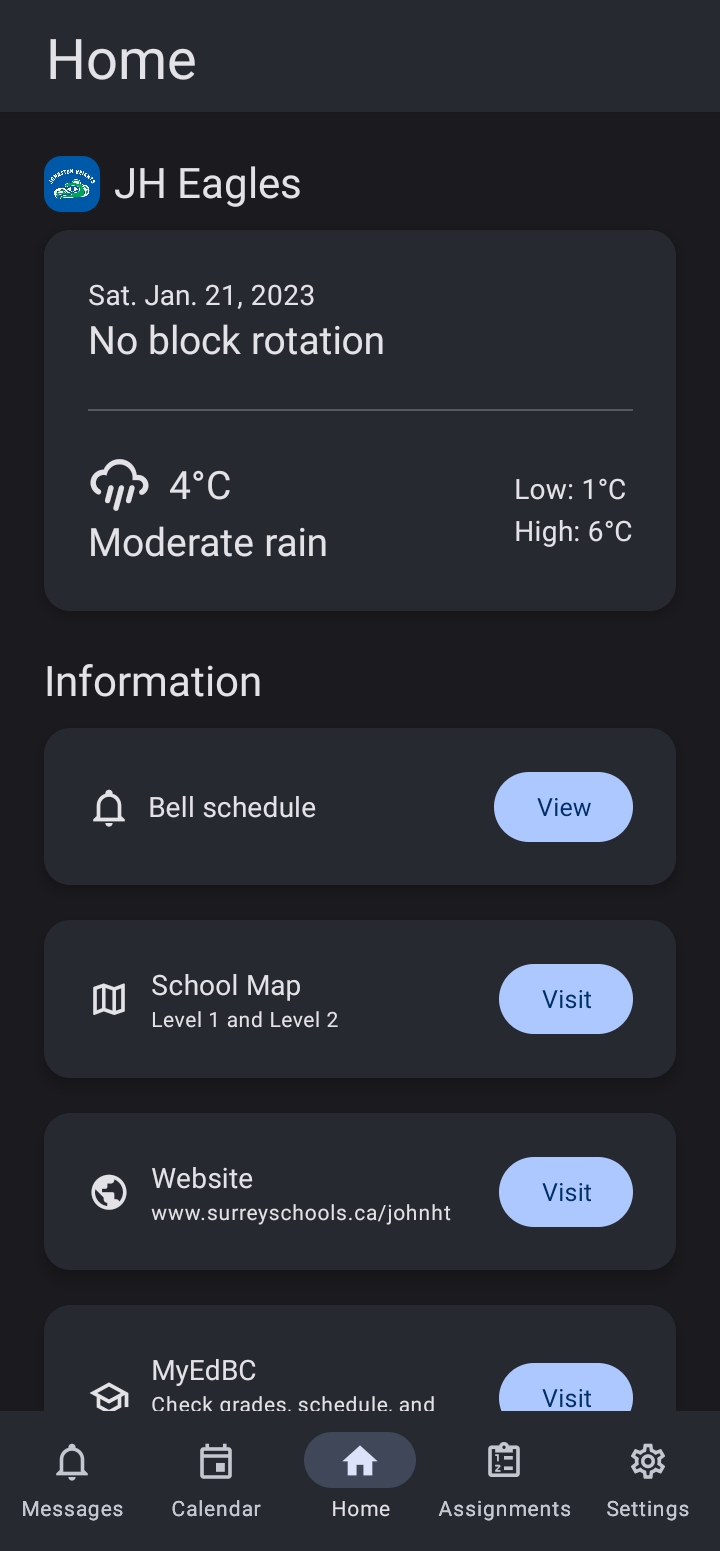 Home
JOHNSTON HEIGHTS
JH Eagles
Sat. Jan. 21, 2023
No block rotation
4°C
Moderate rain
Low: 1°C
High: 6°C
Information
Bell schedule
View
School Map
Level 1 and Level 2
Visit
Website
www.surreyschools.ca/johnht
Visit
MyEdBC
Check grades, schedule, and
Visit
Messages
Calendar
Home
Assignments
Settings